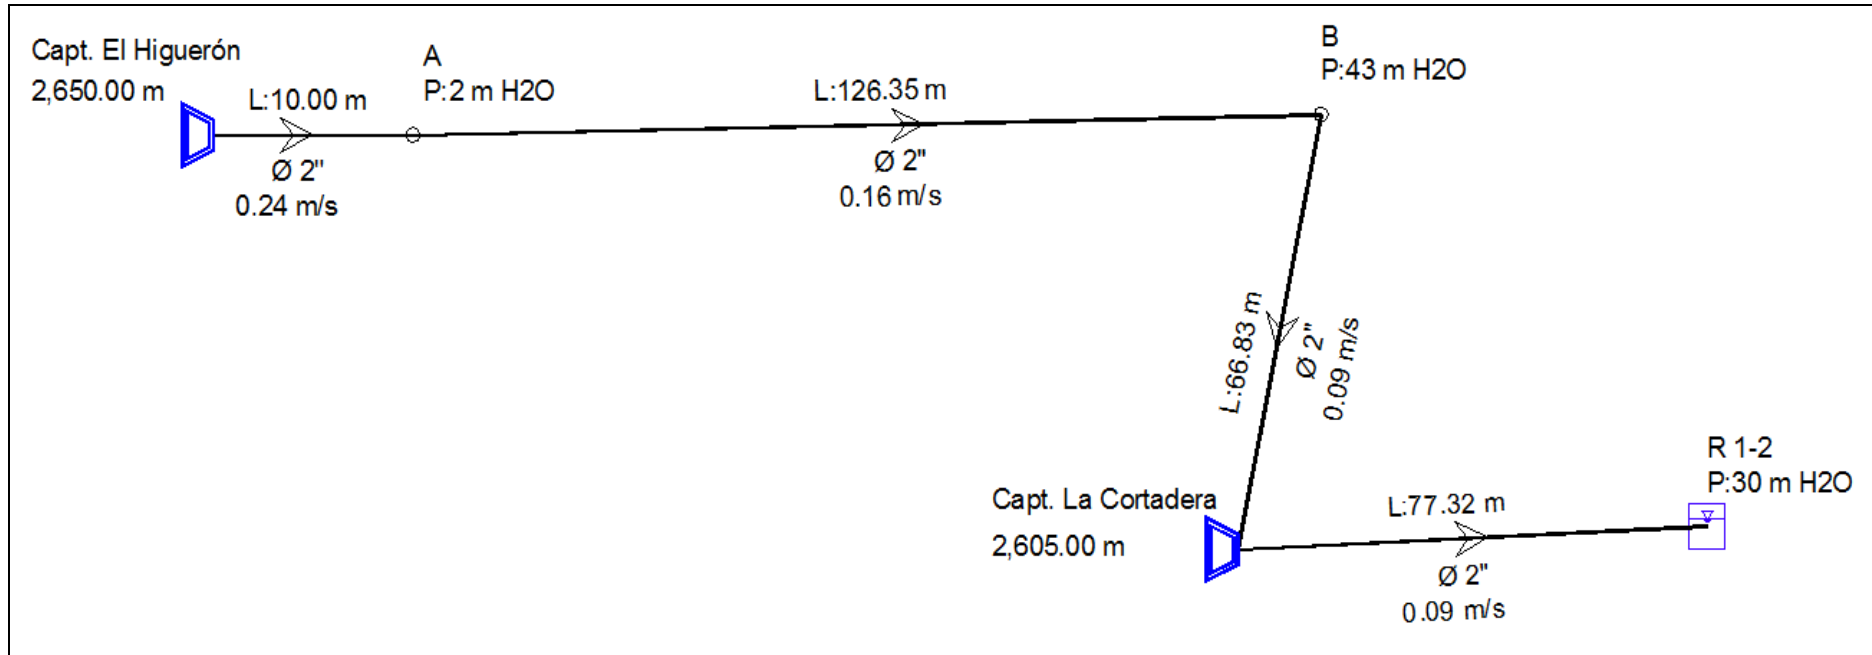 Capt. El Higuerón
2,650.00 m
L:10.00 m
Ø 2"
0.24 m/s
A
P:2 m H2O
L:126.35 m
Ø 2"
0.16 m/s
B
P:43 m H2O
L:66.83 m
Ø 2"
0.09 m/s
Capt. La Cortadera
2,605.00 m
L:77.32 m
Ø 2"
0.09 m/s
R 1-2
P:30 m H2O